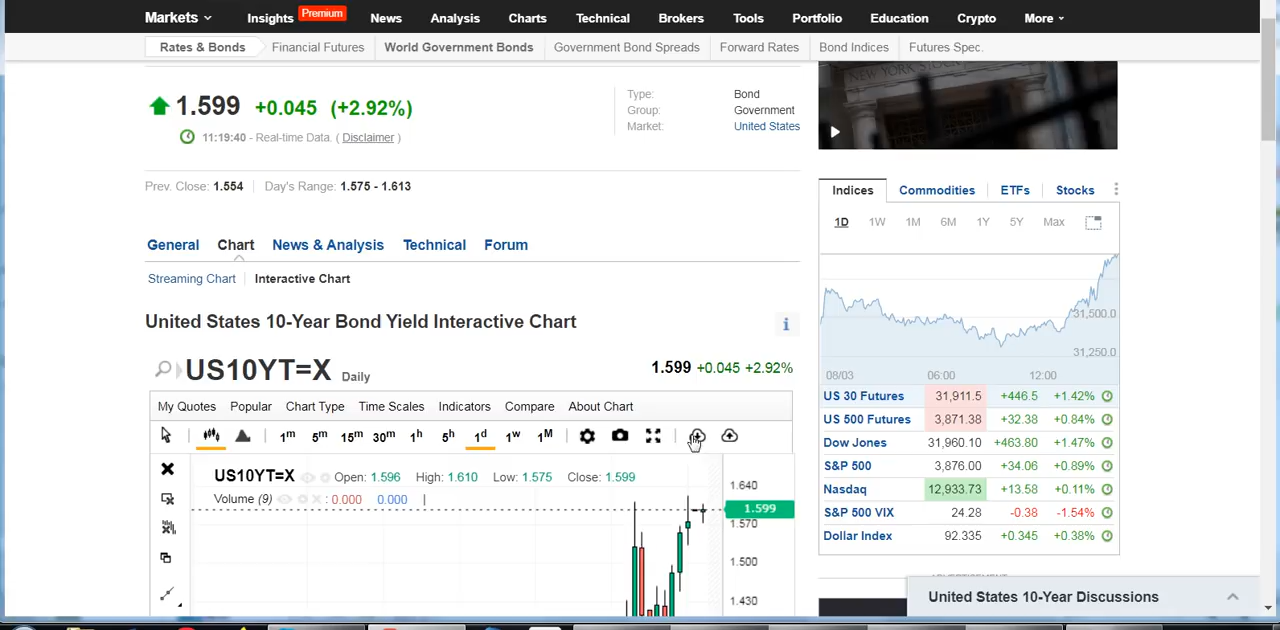 Markets Insights Premium News Analysis Charts Technical Brokers Tools Portfolio Education Crypto More
Rates & Bonds Financial Futures World Government Bonds Government Bond Spreads Forward Rates Bond Indices Futures Spec.
1.599 +0.045 (+2.92%)
11:19:40 - Real-time Data. ( Disclaimer )
Type: Bond
Group: Government
Market: United States
Prev. Close: 1.554 Day's Range: 1.575 - 1.613
General Chart News & Analysis Technical Forum
Streaming Chart Interactive Chart
United States 10-Year Bond Yield Interactive Chart
i
US10YT=X Daily 1.599 +0.045 +2.92%
My Quotes Popular Chart Type Time Scales Indicators Compare About Chart
1m 5m 15m 30m 1h 5h 1d 1w 1M
US10YT=X Open: 1.596 High: 1.610 Low: 1.575 Close: 1.599
Volume (9) : 0.000 0.000
1.640
1.599
1.570
1.500
1.430
NEW YORK STOCK
Indices Commodities ETFs Stocks
1D 1W 1M 6M 1Y 5Y Max
31,500.0
31,250.0
08/03 06:00 12:00
US 30 Futures 31,911.5 +446.5 +1.42%
US 500 Futures 3,871.38 +32.38 +0.84%
Dow Jones 31,960.10 +463.80 +1.47%
S&P 500 3,876.00 +34.06 +0.89%
Nasdaq 12,933.73 +13.58 +0.11%
S&P 500 VIX 24.28 -0.38 -1.54%
Dollar Index 92.335 +0.345 +0.38%
ADVERTISEMENT
United States 10-Year Discussions